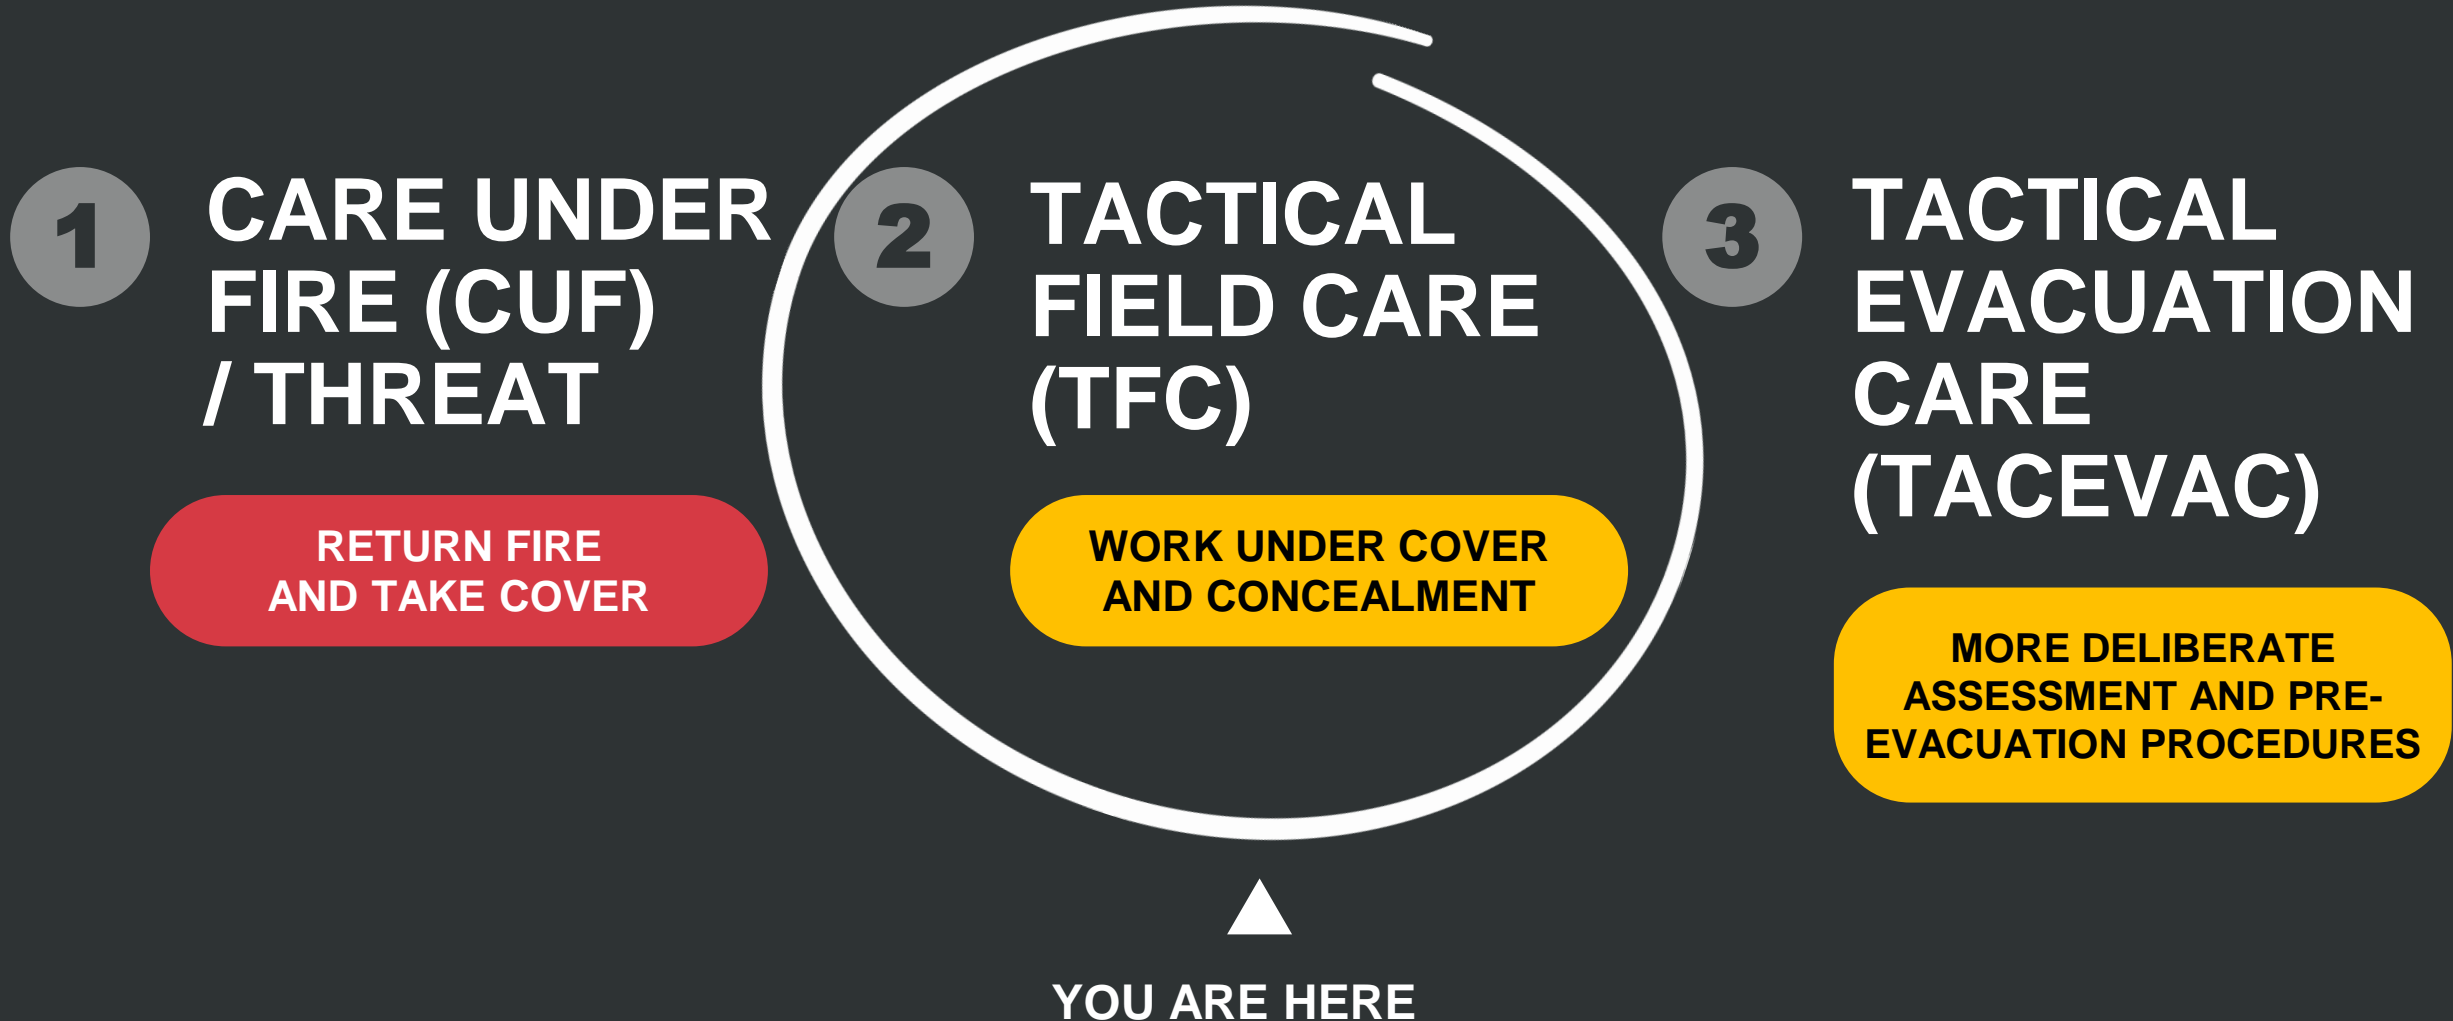 1
CARE UNDER
FIRE (CUF)
/ THREAT
RETURN FIRE
AND TAKE COVER
2
TACTICAL
FIELD CARE
(TFC)
WORK UNDER COVER
AND CONCEALMENT
3
TACTICAL
EVACUATION
CARE
(TACEVAC)
MORE DELIBERATE
ASSESSMENT AND PRE-
EVACUATION PROCEDURES
YOU ARE HERE